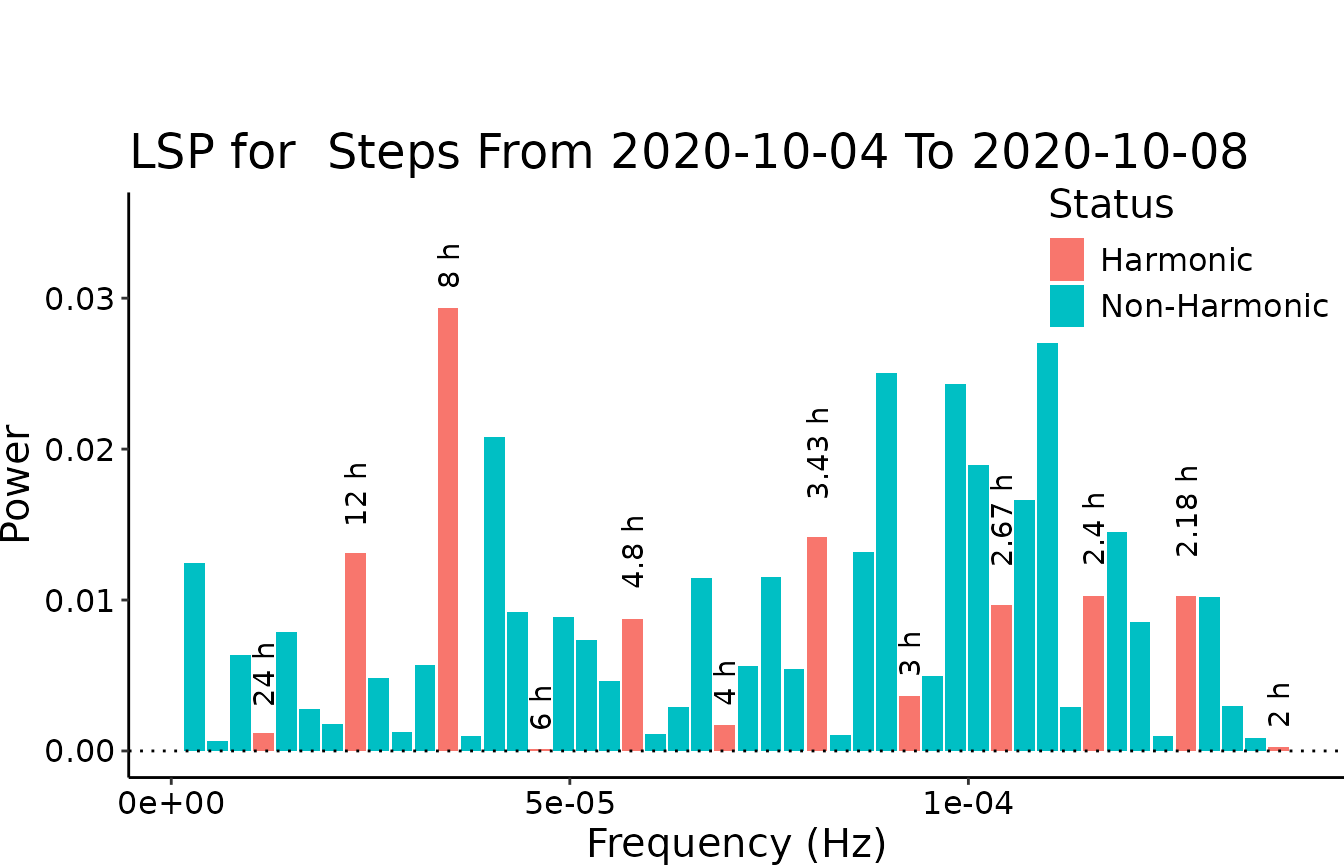 LSP for  Steps From 2020-10-04 To 2020-10-08
Status
Harmonic
Non-Harmonic
Power
0.03
0.02
0.01
0.00
24 h
12 h
8 h
6 h
4.8 h
4 h
3.43 h
3 h
2.67 h
2.4 h
2.18 h
2 h
0e+00
5e-05
1e-04
Frequency (Hz)